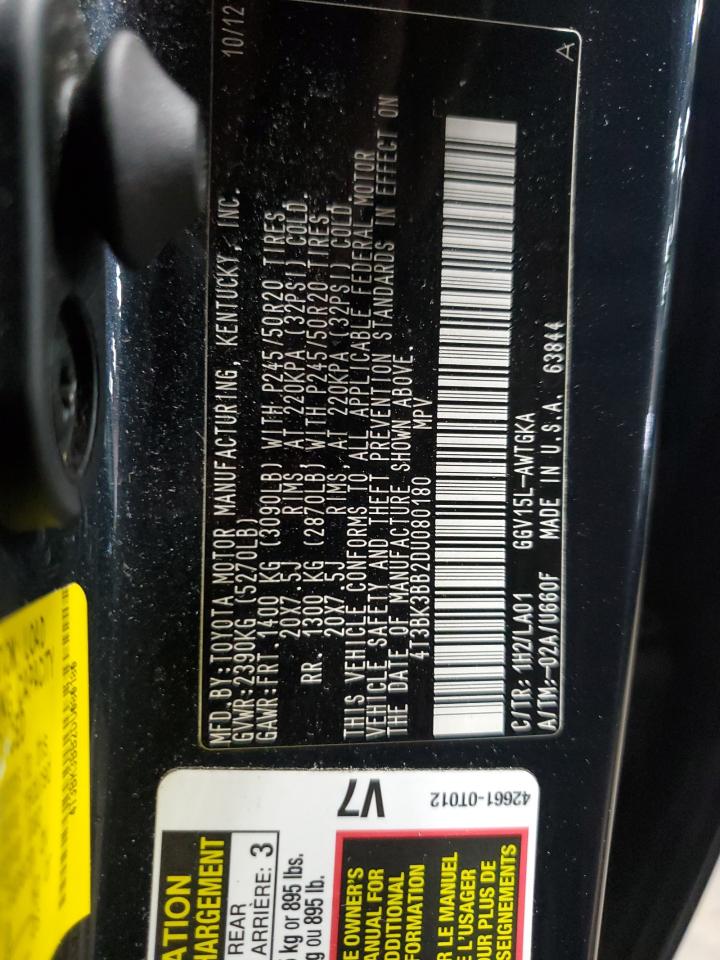 MFD. BY: TOYOTA MOTOR MANUFACTURING, KENTUCKY, INC. 10/12
GVWR: 2390KG (5270LB)
GAWR: FRT. 1400 KG (3090LB) WITH P245/50R20 TIRES
20X7.5J RIMS, AT 220KPA (32PSI) COLD.
RR. 1300 KG (2870LB) WITH P245/50R20 TIRES
20X7.5J RIMS, AT 220KPA (32PSI) COLD.
THIS VEHICLE CONFORMS TO ALL APPLICABLE FEDERAL MOTOR
VEHICLE SAFETY AND THEFT PREVENTION STANDARDS IN EFFECT ON
THE DATE OF MANUFACTURE SHOWN ABOVE.
4T3BK3BB2DU080180 MPV
C/TR: 1H2/LA01 GGV15L-AWTGKA
A/TM: -02A/U660F MADE IN U.S.A. 63844
A
V7
42661-0T012
ATION
HARGEMENT
REAR
ARRIÈRE: 3
kg or 895 lbs.
g ou 895 lb.
E OWNER'S
ANUAL FOR
DDITIONAL
FORMATION
R LE MANUEL
E L'USAGER
OUR PLUS DE
SEIGNEMENTS